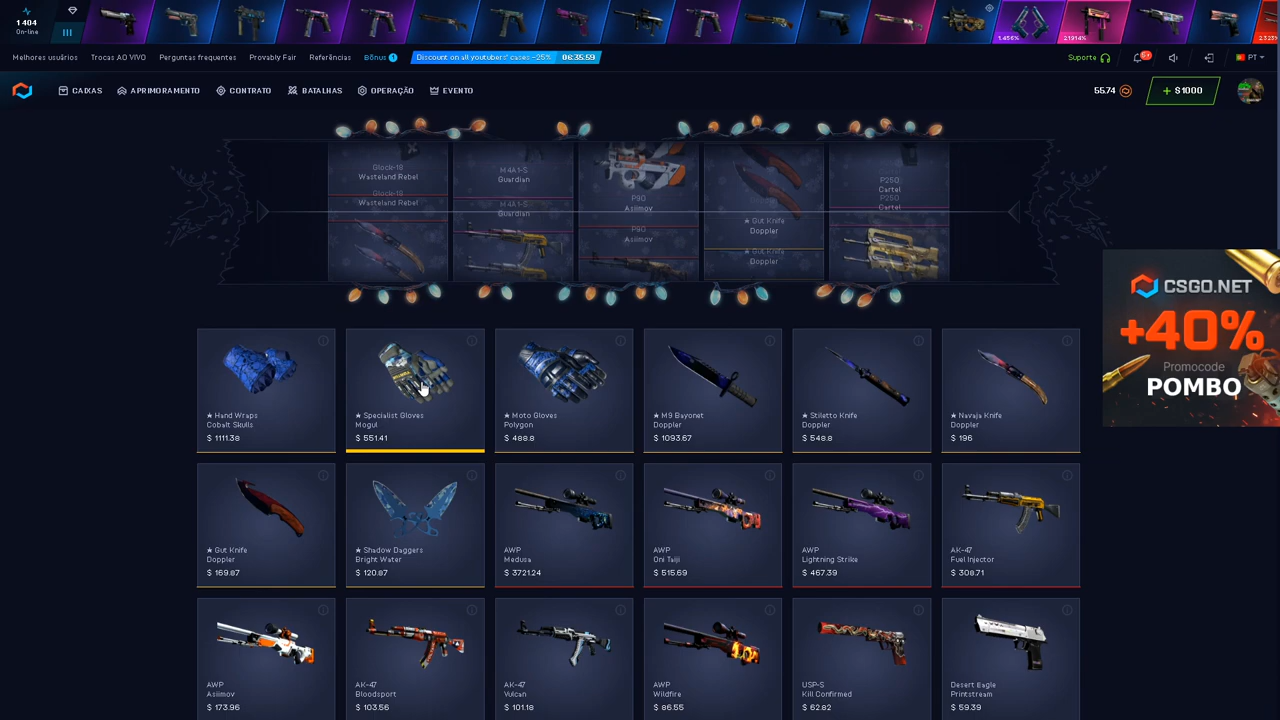 1 404
On-line
1.456%
21.914%
Melhores usuários
Trocas AO VIVO
Perguntas frequentes
Provably Fair
Referências
Bônus
Discount on all youtubers' cases -25%
06:35:59
Suporte
PT
CAIXAS
APRIMORAMENTO
CONTRATO
BATALHAS
OPERAÇÃO
EVENTO
55.74
+ $1000
Glock-18
Wasteland Rebel
Glock-18
Wasteland Rebel
M4A1-S
Guardian
M4A1-S
Guardian
P90
Asiimov
P90
Asiimov
★ Gut Knife
Doppler
★ Gut Knife
Doppler
P250
Cartel
P250
Cartel
CSGO.NET
+40%
Promocode
POMBO
★ Hand Wraps
Cobalt Skulls
$ 1111.38
★ Specialist Gloves
Mogul
$ 551.41
★ Moto Gloves
Polygon
$ 488.8
★ M9 Bayonet
Doppler
$ 1093.67
★ Stiletto Knife
Doppler
$ 548.8
★ Navaja Knife
Doppler
$ 196
★ Gut Knife
Doppler
$ 169.87
★ Shadow Daggers
Bright Water
$ 120.87
AWP
Medusa
$ 3721.24
AWP
Oni Taiji
$ 515.69
AWP
Lightning Strike
$ 467.39
AK-47
Fuel Injector
$ 308.71
AWP
Asiimov
$ 173.96
AK-47
Bloodsport
$ 103.56
AK-47
Vulcan
$ 101.18
AWP
Wildfire
$ 86.55
USP-S
Kill Confirmed
$ 62.82
Desert Eagle
Printstream
$ 59.39